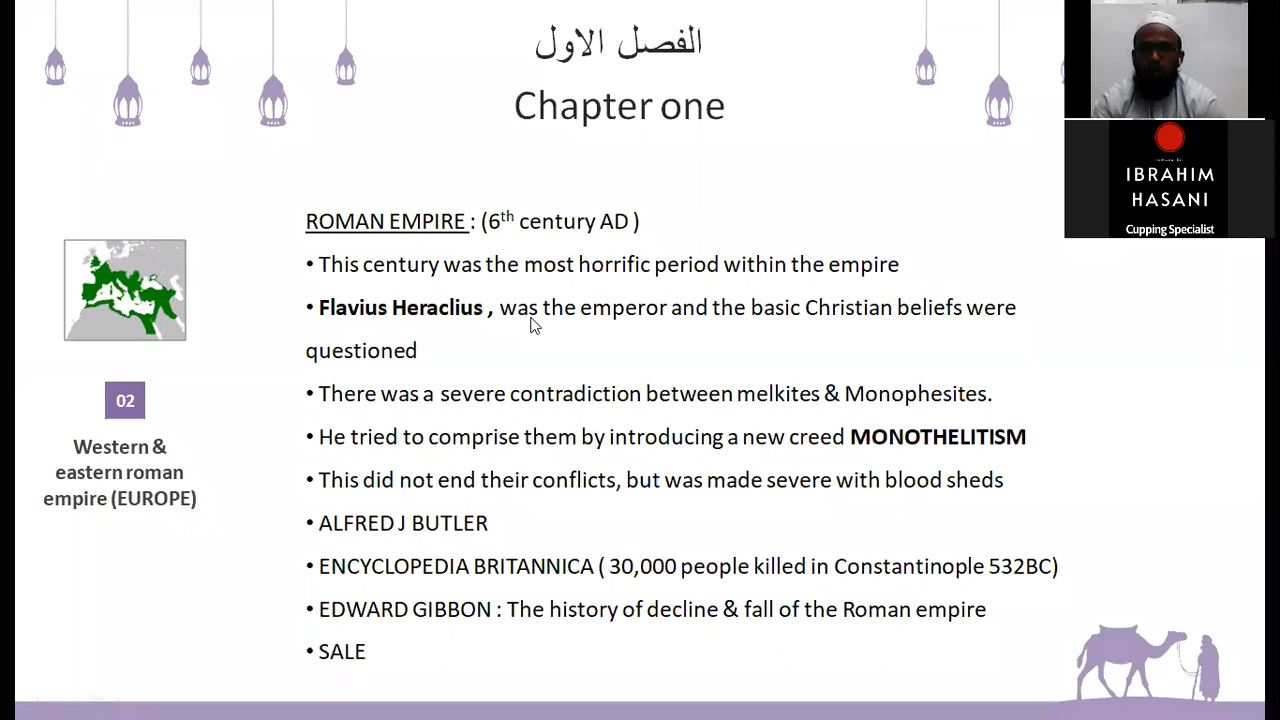 الفصل الاول
Chapter one
IBRAHIM
HASANI
Cupping Specialist
ROMAN EMPIRE : (6th century AD )
• This century was the most horrific period within the empire
• Flavius Heraclius , was the emperor and the basic Christian beliefs were
questioned
• There was a severe contradiction between melkites & Monophesites.
• He tried to comprise them by introducing a new creed MONOTHELITISM
• This did not end their conflicts, but was made severe with blood sheds
• ALFRED J BUTLER
• ENCYCLOPEDIA BRITANNICA ( 30,000 people killed in Constantinople 532BC)
• EDWARD GIBBON : The history of decline & fall of the Roman empire
• SALE
02
Western &
eastern roman
empire (EUROPE)